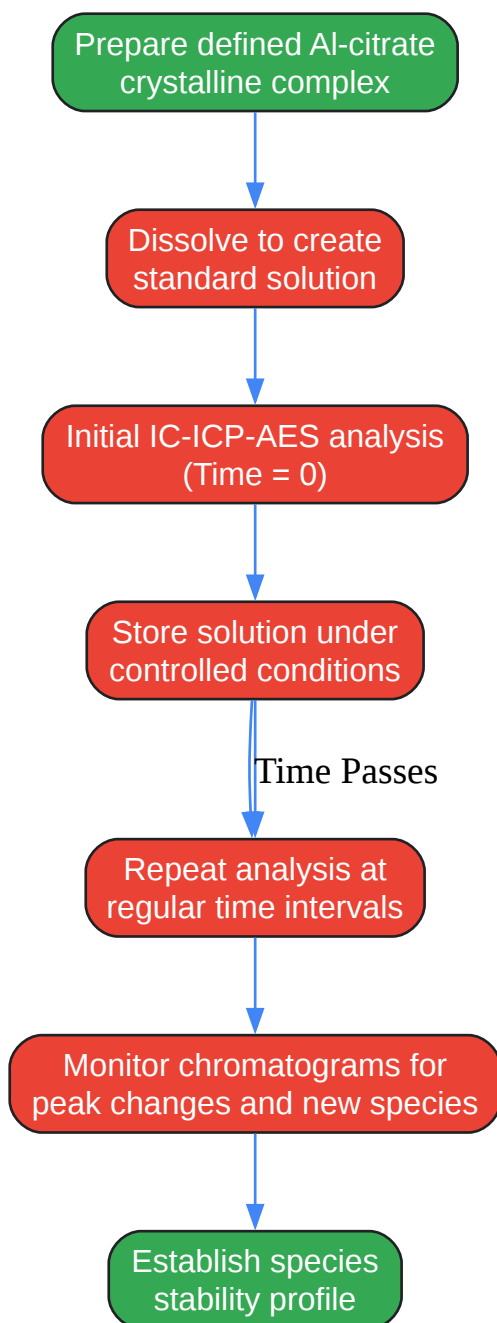 Prepare defined Al-citrate
crystalline complex
Dissolve to create
standard solution
Initial IC-ICP-AES analysis
(Time = 0)
Store solution under
controlled conditions
Time Passes
Repeat analysis at
regular time intervals
Monitor chromatograms for
peak changes and new species
Establish species
stability profile